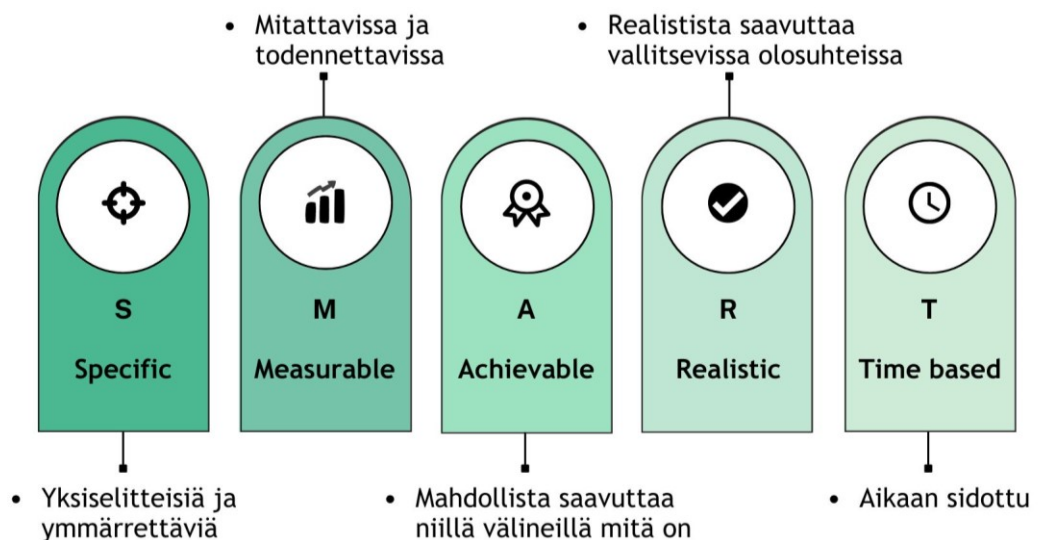 • Mitattavissa ja
todennettavissa
• Realistista saavuttaa
vallitsevissa olosuhteissa
S
Specific
M
Measurable
A
Achievable
R
Realistic
T
Time based
• Yksiselitteisiä ja
ymmärrettäviä
• Mahdollista saavuttaa
niillä välineillä mitä on
• Aikaan sidottu